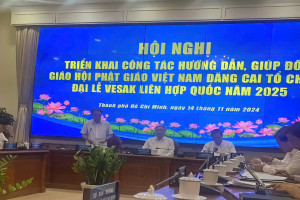 HỘI NGHỊ
TRIỂN KHAI CÔNG TÁC HƯỚNG DẪN, GIÚP ĐỠ
GIÁO HỘI PHẬT GIÁO VIỆT NAM ĐĂNG CAI TỔ CH
ĐẠI LỄ VESAK LIÊN HỢP QUỐC NĂM 2025
Thành phố Hồ Chí Minh, ngày 14 tháng 11 năm 2024